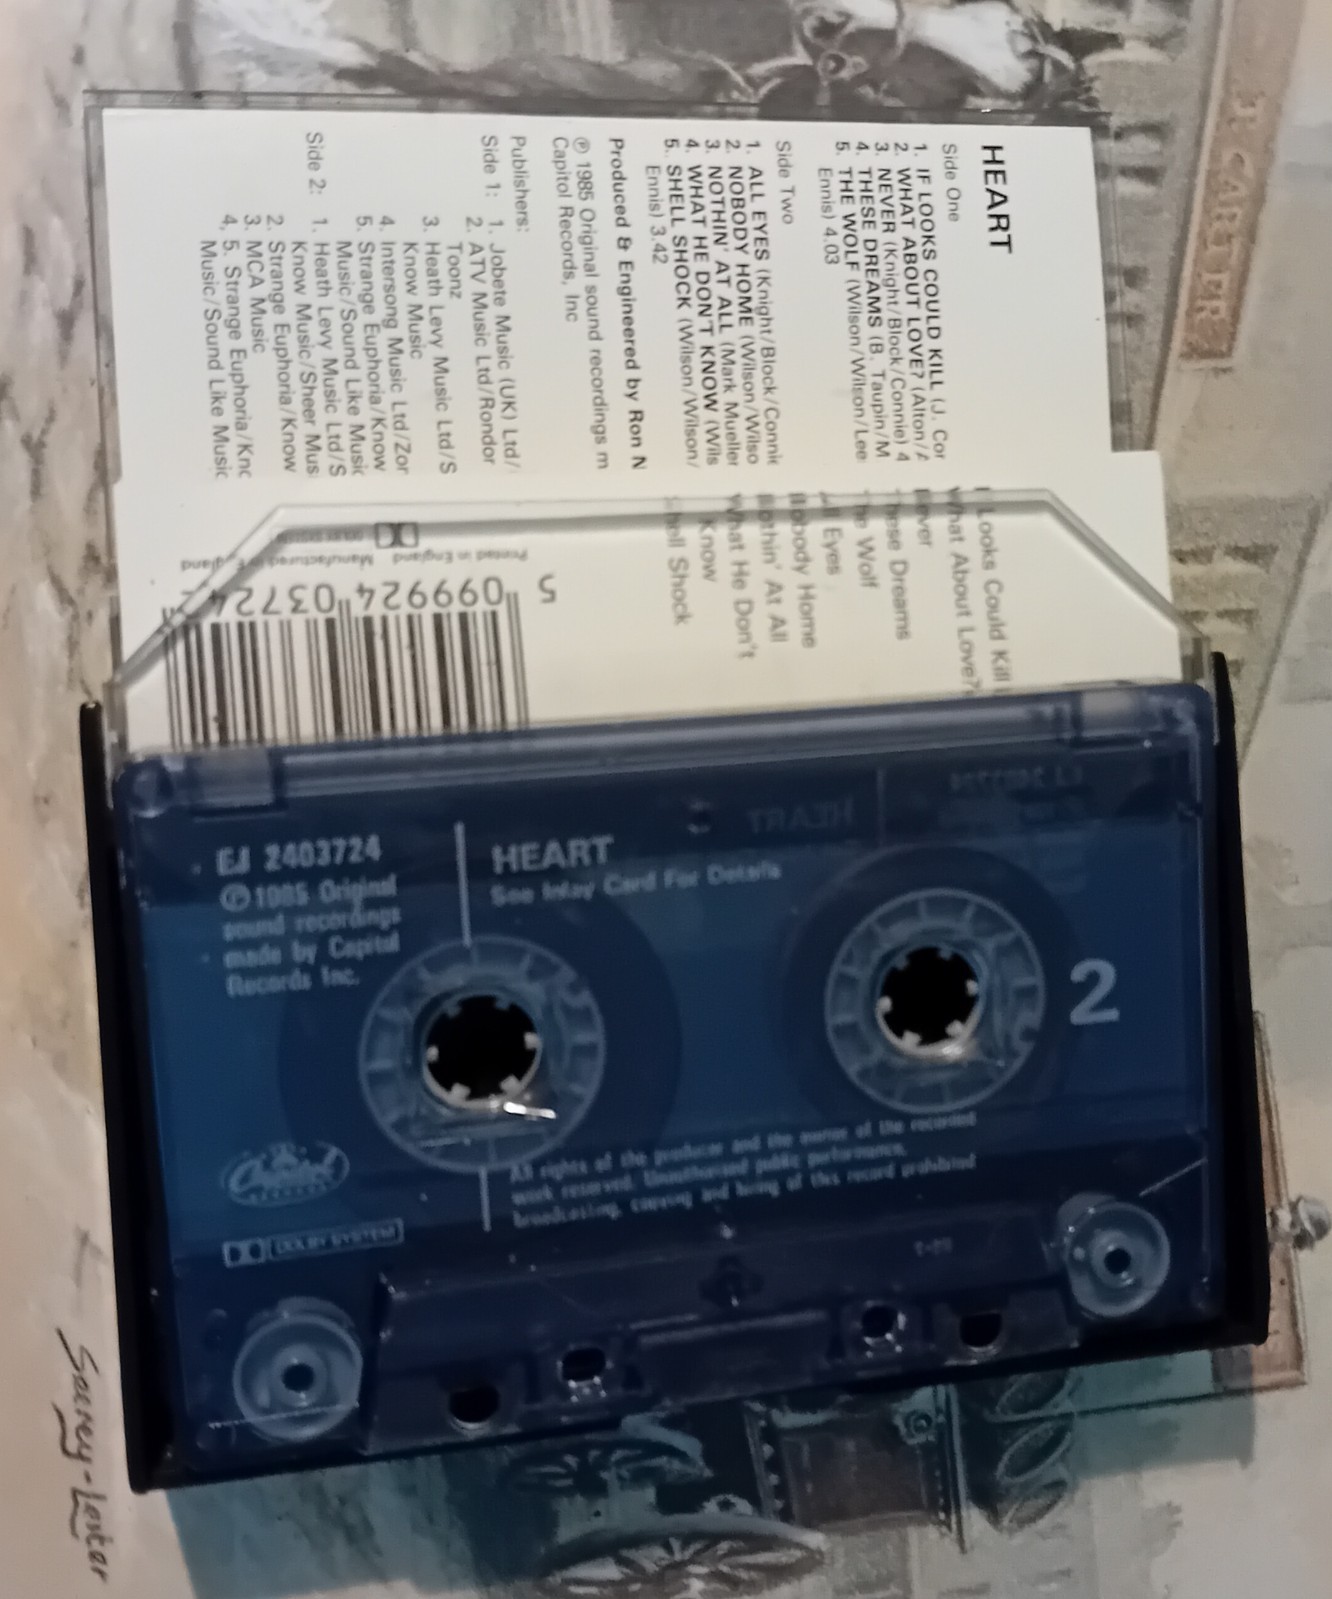 HEART
Side One
1. IF LOOKS COULD KILL (J. Cor
2. WHAT ABOUT LOVE? (Alton/
3. NEVER (Knight/Block/Connie) 4
4. THESE DREAMS (B. Taupin/M
5. THE WOLF (Wilson/Wilson/Lee
Ennis) 4.03
Side Two
1. ALL EYES (Knight/Block/Connie
2. NOBODY HOME (Wilson/Wilso
3. NOTHIN' AT ALL (Mark Mueller
4. WHAT HE DON'T KNOW (Wils
5. SHELL SHOCK (Wilson/Wilson/
Ennis) 3.42
Produced & Engineered by Ron N
℗ 1985 Original sound recordings m
Capitol Records, Inc
Publishers:
Side 1: 1. Jobete Music (UK) Ltd/
2. ATV Music Ltd/Rondor
Toonz
3. Heath Levy Music Ltd/S
Know Music
4. Intersong Music Ltd/Zor
5. Strange Euphoria/Know
Music/Sound Like Music
Side 2: 1. Heath Levy Music Ltd/S
Know Music/Sheer Musi
2. Strange Euphoria/Know
3. MCA Music
4, 5. Strange Euphoria/Kno
Music/Sound Like Music
Looks Could Kill
What About Love?
Never
These Dreams
The Wolf
All Eyes
Nobody Home
Nothin' At All
What He Don't
Know
Shell Shock
5 099924 03724
Printed in England Manufactured in England
EJ 2403724
℗ 1985 Original
sound recordings
made by Capitol
Records Inc.
HEART
See Inlay Card For Details
2
Capitol
DOLBY SYSTEM
All rights of the producer and the owner of the recorded
work reserved. Unauthorised public performance,
broadcasting, copying and hiring of this record prohibited
CARTER
Sacrey-Lester